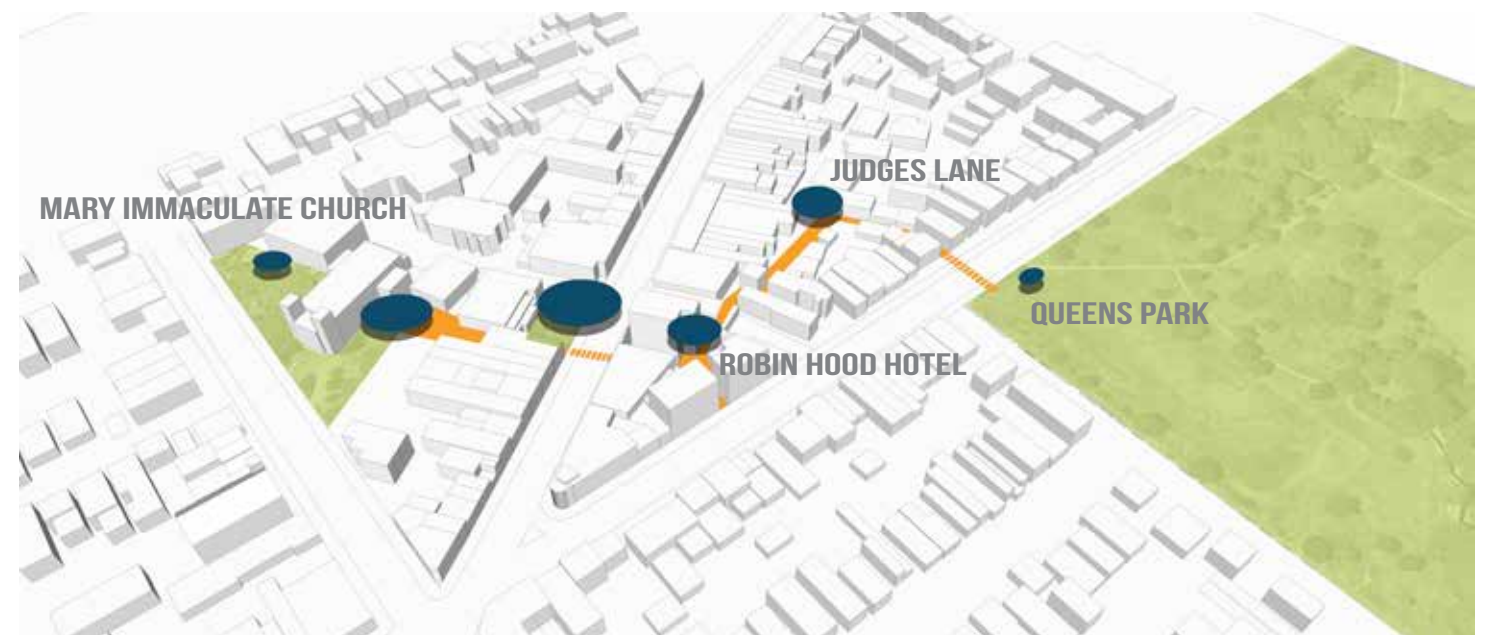 JUDGES LANE
MARY IMMACULATE CHURCH
QUEENS PARK
ROBIN HOOD HOTEL